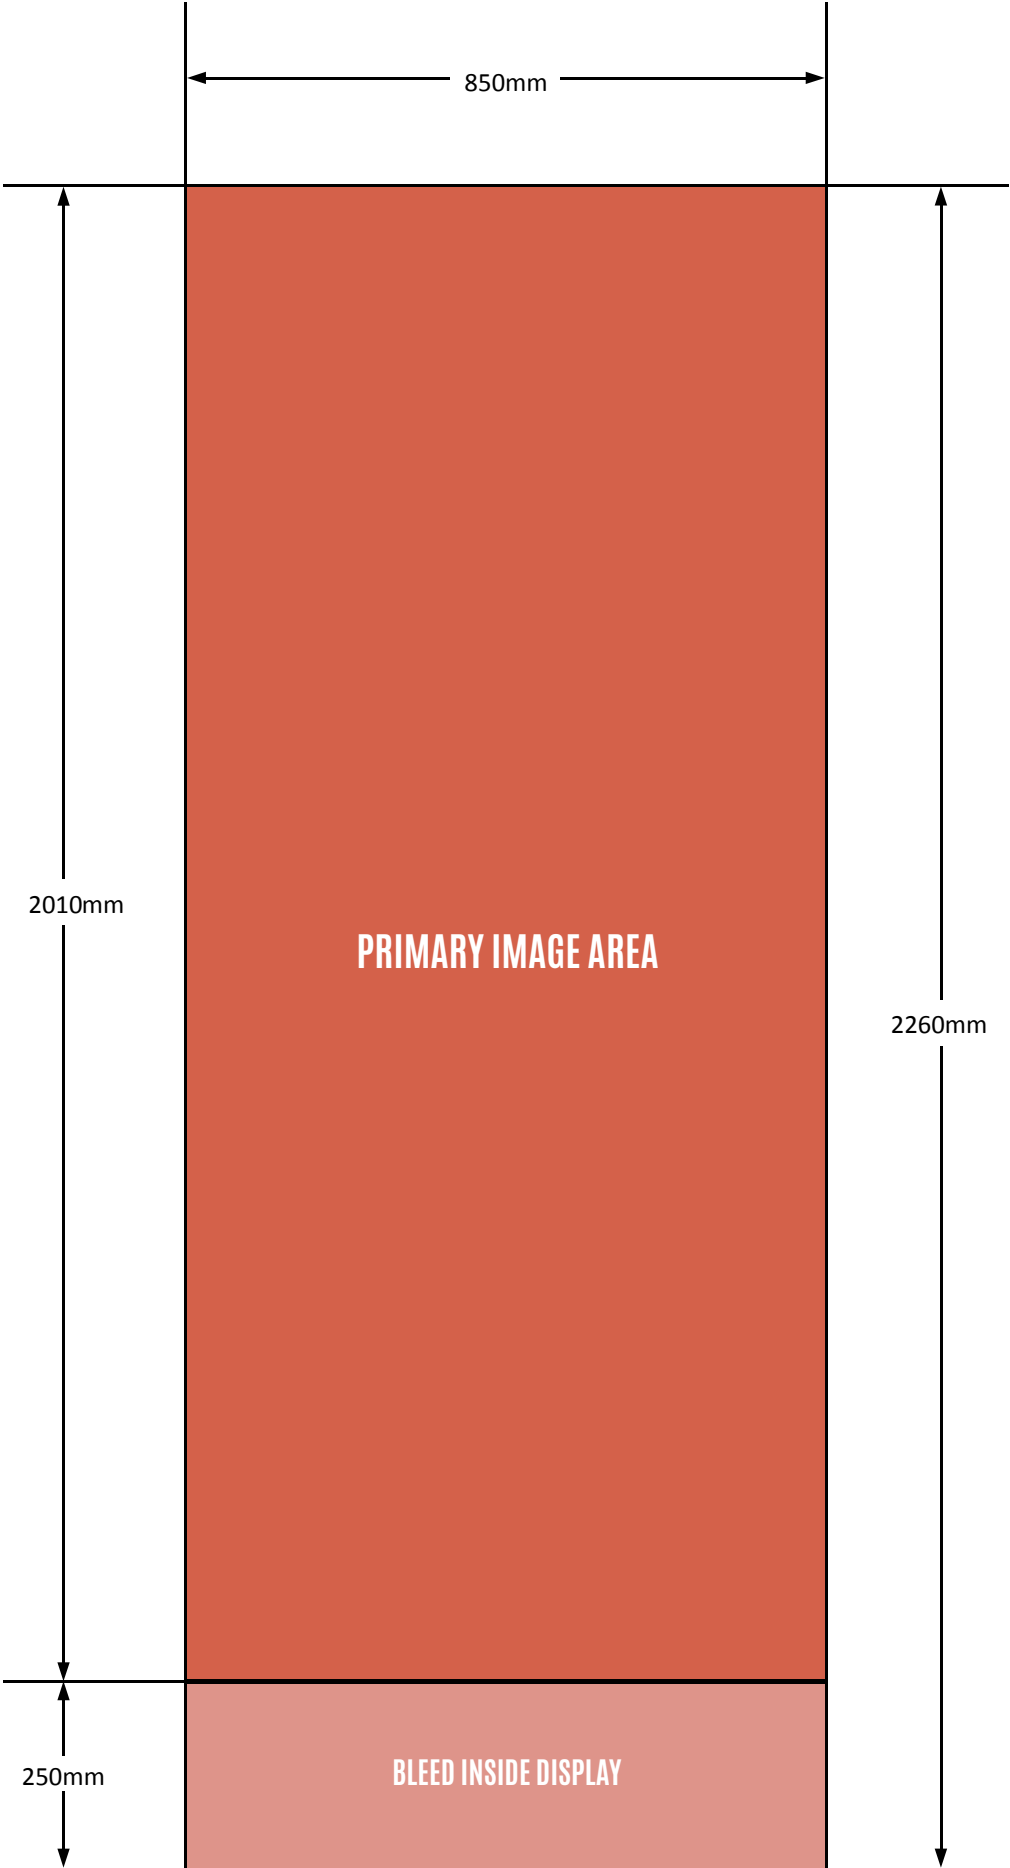 850mm
2010mm
PRIMARY IMAGE AREA
2260mm
250mm
BLEED INSIDE DISPLAY